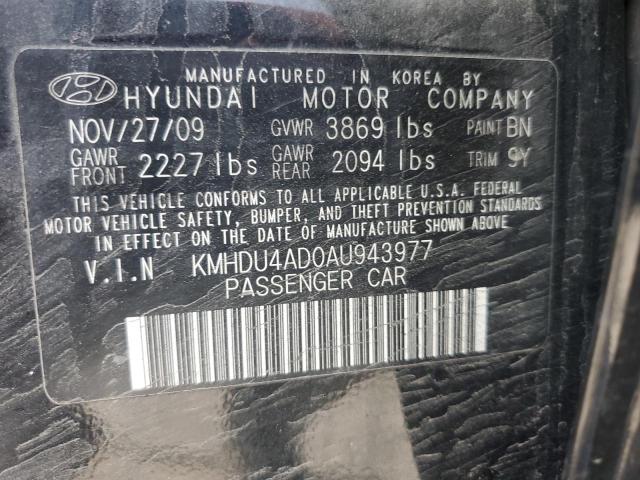 MANUFACTURED IN KOREA BY
HYUNDAI MOTOR COMPANY
NOV/27/09 GVWR 3869 lbs PAINT BN
GAWR FRONT 2227 lbs GAWR REAR 2094 lbs TRIM 9Y
THIS VEHICLE CONFORMS TO ALL APPLICABLE U.S.A. FEDERAL
MOTOR VEHICLE SAFETY, BUMPER, AND THEFT PREVENTION STANDARDS
IN EFFECT ON THE DATE OF MANUFACTURE SHOWN ABOVE.
V.I.N KMHDU4AD0AU943977
PASSENGER CAR